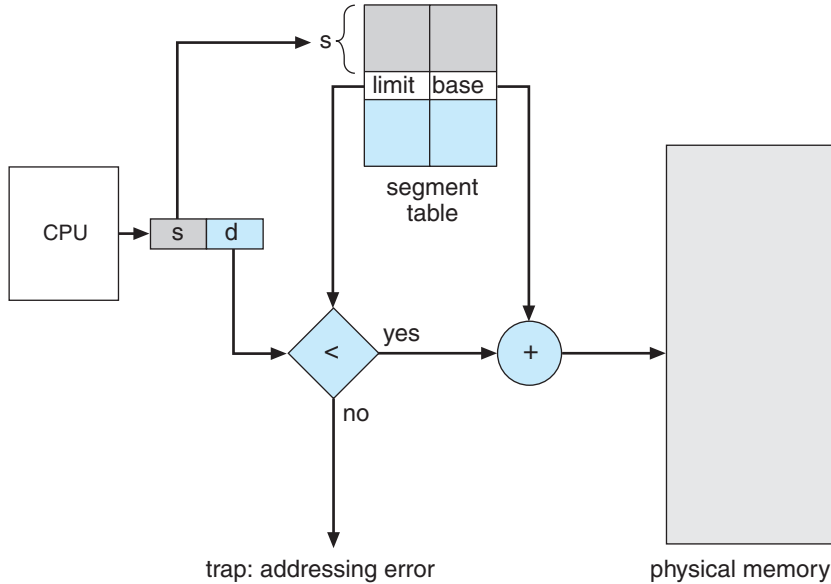 s
limit base
segment
table
CPU
s d
<
yes
+
no
trap: addressing error
physical memory